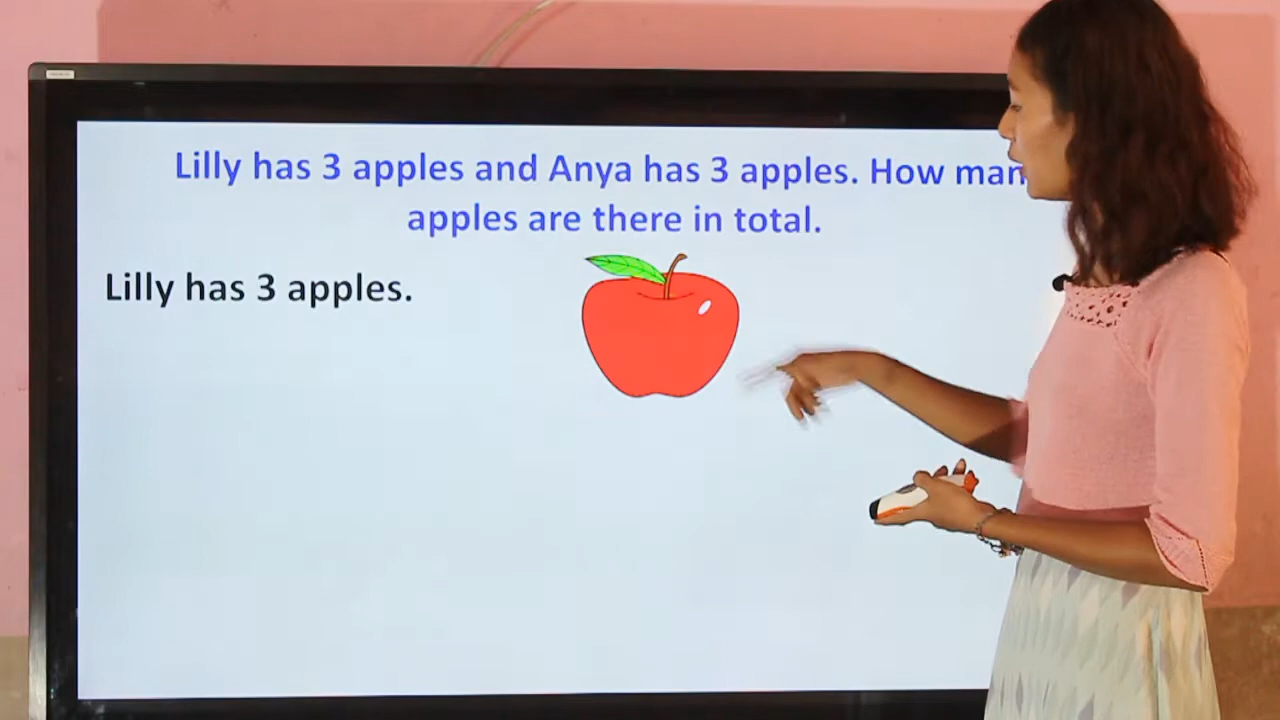 Lilly has 3 apples and Anya has 3 apples. How
apples are there in total.
Lilly has 3 apples.